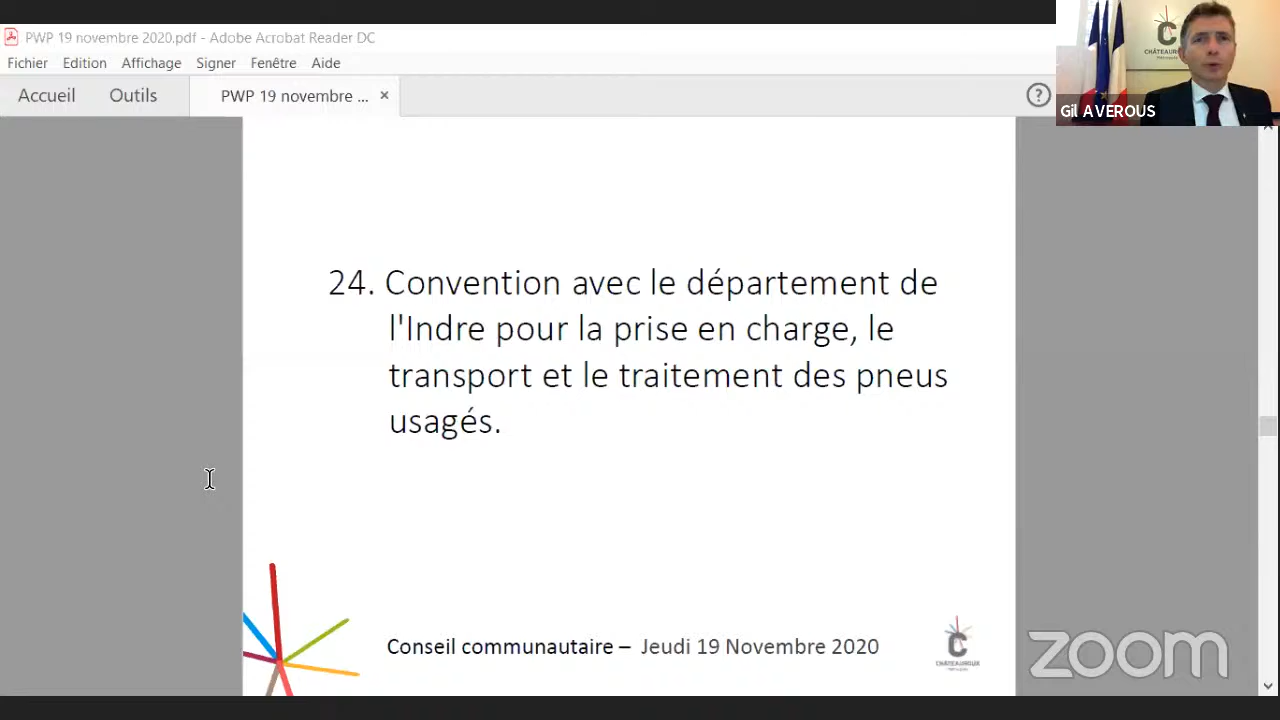 PWP 19 novembre 2020.pdf - Adobe Acrobat Reader DC
Fichier Edition Affichage Signer Fenêtre Aide
Accueil Outils PWP 19 novembre ... ×
?
CHÂTEAUROUX
Gil AVEROUS
24. Convention avec le département de
l'Indre pour la prise en charge, le
transport et le traitement des pneus
usagés.
Conseil communautaire – Jeudi 19 Novembre 2020
CHÂTEAUROUX
zoom